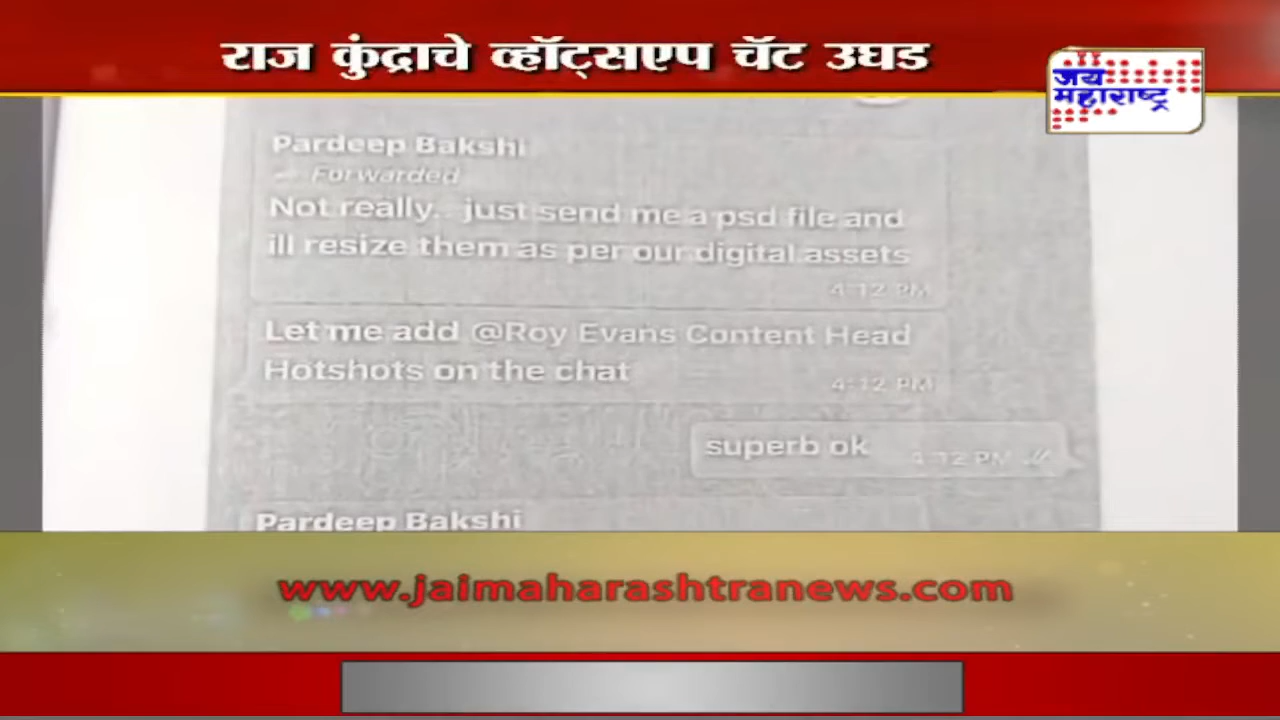 राज कुंद्राचे व्हॉट्सएप चॅट उघड
जय
महाराष्ट्र
Pardeep Bakshi
Forwarded
Not really.. just send me a psd file and
ill resize them as per our digital assets
4:12 PM
Let me add @Roy Evans Content Head
Hotshots on the chat
4:12 PM
superb ok
4:12 PM
Pardeep Bakshi
www.jaimaharashtranews.com